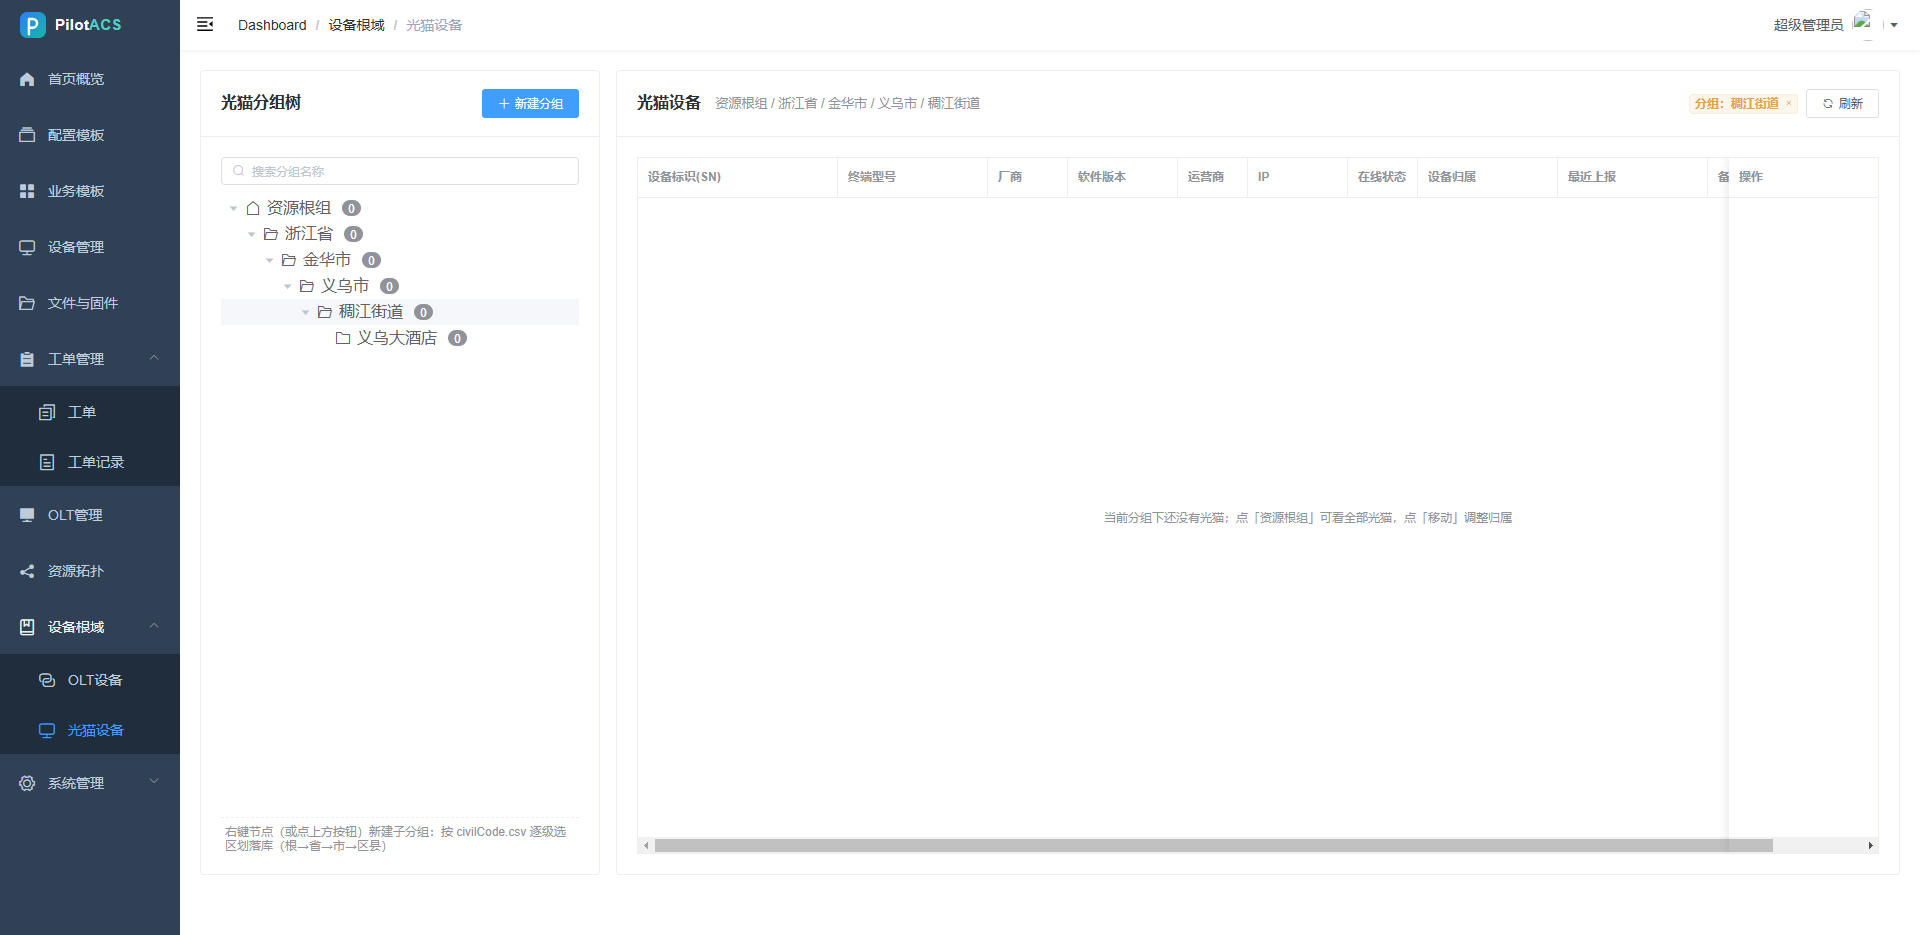 PilotACS
首页概览
配置模板
业务模板
设备管理
文件与固件
工单管理
工单
工单记录
OLT管理
资源拓扑
设备根域
OLT设备
光猫设备
系统管理
Dashboard / 设备根域 / 光猫设备
超级管理员
光猫分组树
新建分组
搜索分组名称
资源根组 0
浙江省 0
金华市 0
义乌市 0
稠江街道 0
义乌大酒店 0
右键节点（或点上方按钮）新建子分组：按 civilCode.csv 逐级选
区划落库（根→省→市→区县）
光猫设备 资源根组 / 浙江省 / 金华市 / 义乌市 / 稠江街道
分组：稠江街道 ×
刷新
设备标识(SN) 终端型号 厂商 软件版本 运营商 IP 在线状态 设备归属 最近上报 备 操作
当前分组下还没有光猫；点「资源根组」可看全部光猫，点「移动」调整归属